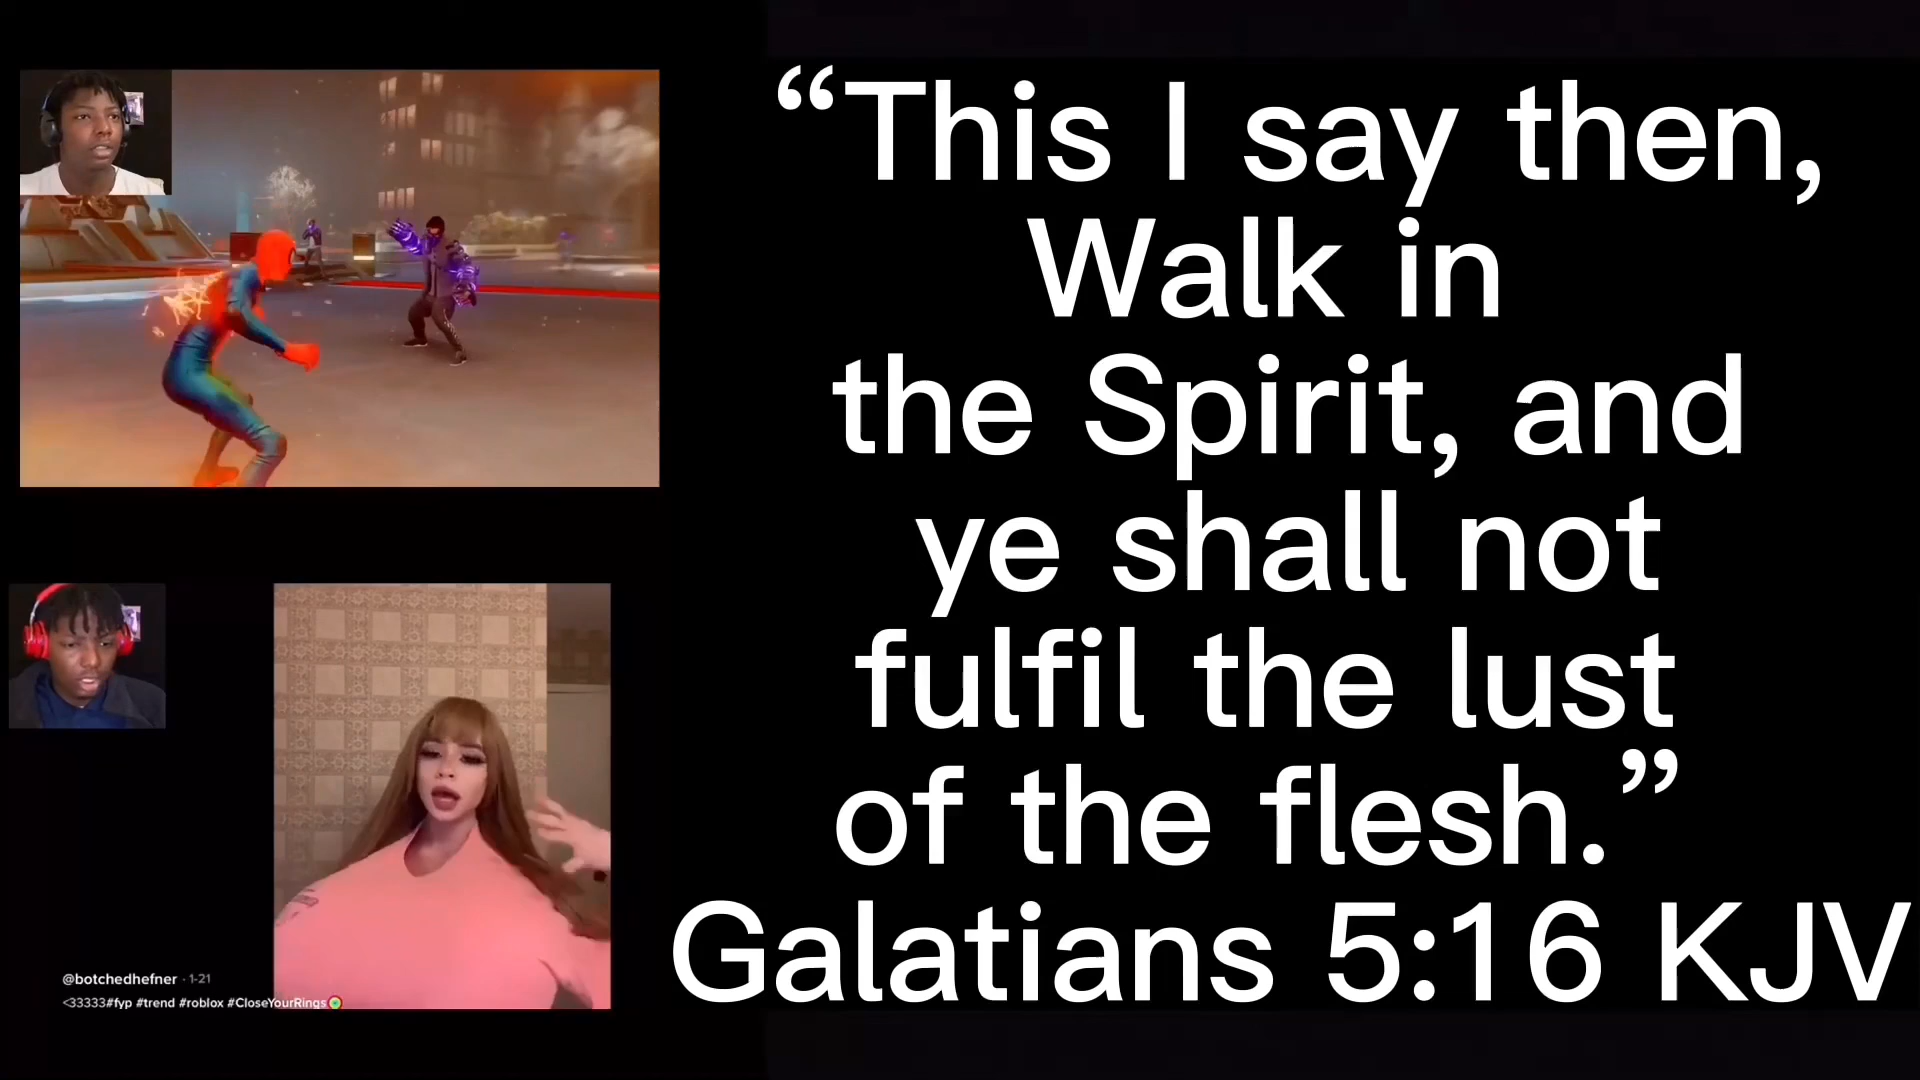 “This I say then,
Walk in
the Spirit, and
ye shall not
fulfil the lust
of the flesh.”
Galatians 5:16 KJV
@botchedhefner · 1-21
<33333#fyp #trend #roblox #CloseYourRings